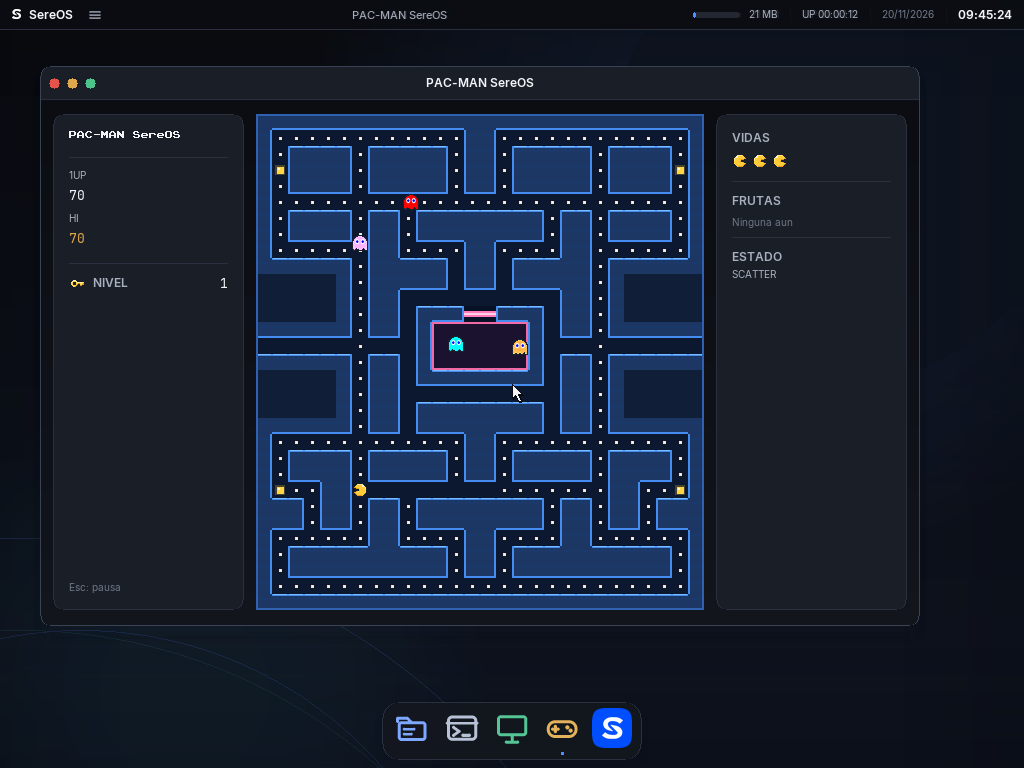 SereOS
PAC-MAN SereOS
21 MB
UP 00:00:12
20/11/2026
09:45:24
PAC-MAN SereOS
PAC-MAN SereOS
1UP
70
HI
70
NIVEL 1
Esc: pausa
VIDAS
FRUTAS
Ninguna aun
ESTADO
SCATTER